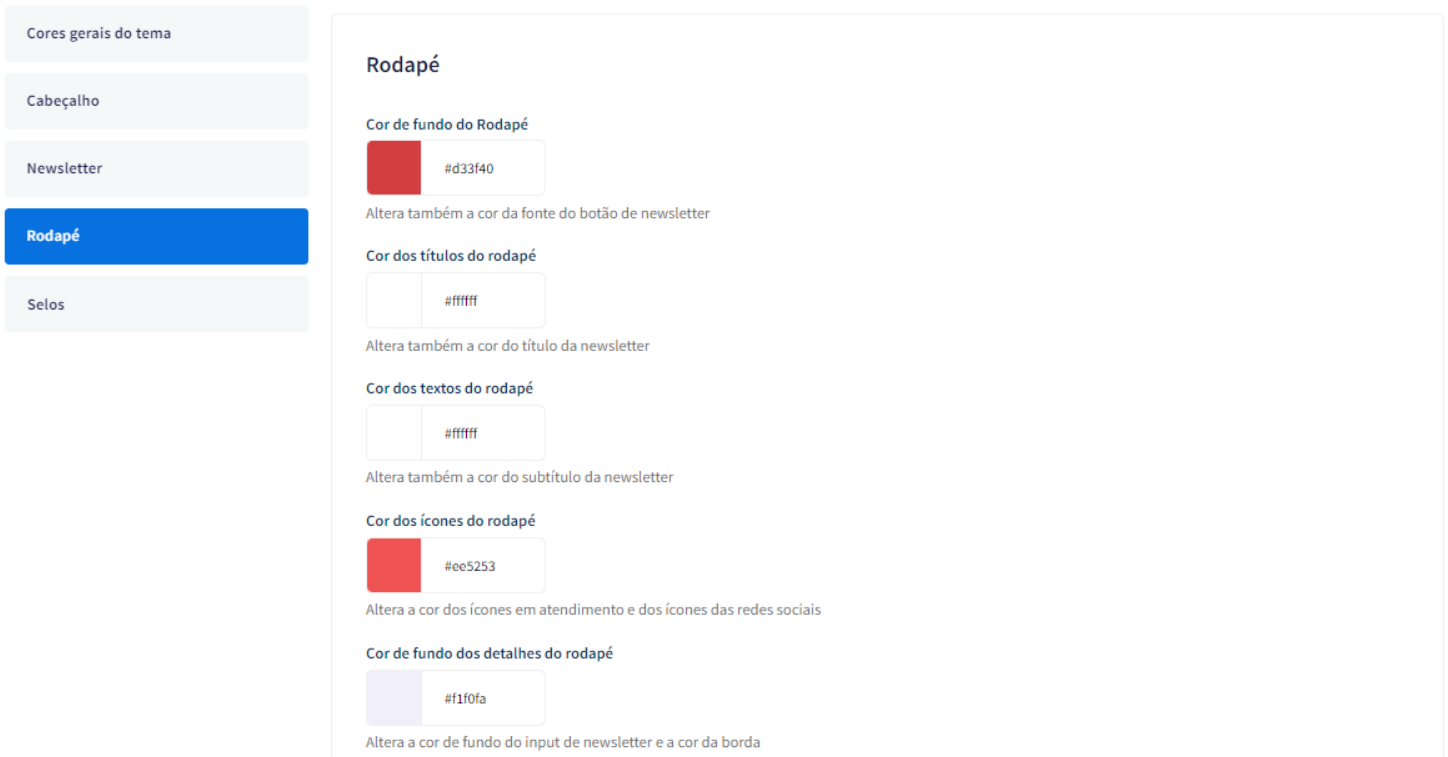 Cores gerais do tema
Cabeçalho
Newsletter
Rodapé
Selos
Rodapé
Cor de fundo do Rodapé
#d33f40
Altera também a cor da fonte do botão de newsletter
Cor dos títulos do rodapé
#ffffff
Altera também a cor do título da newsletter
Cor dos textos do rodapé
#ffffff
Altera também a cor do subtítulo da newsletter
Cor dos ícones do rodapé
#ee5253
Altera a cor dos ícones em atendimento e dos ícones das redes sociais
Cor de fundo dos detalhes do rodapé
#f1f0fa
Altera a cor de fundo do input de newsletter e a cor da borda